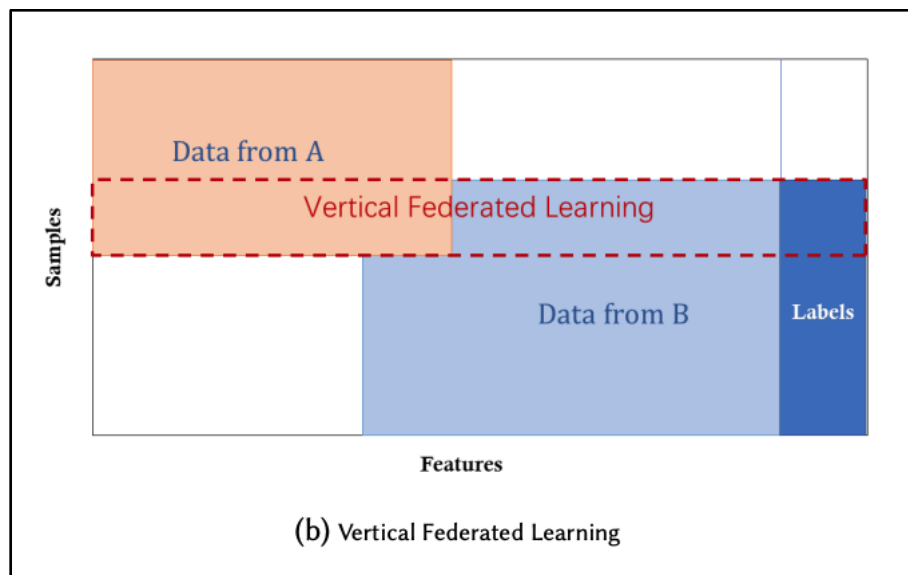 Data from A
Vertical Federated Learning
Samples
Data from B
Labels
Features
(b) Vertical Federated Learning